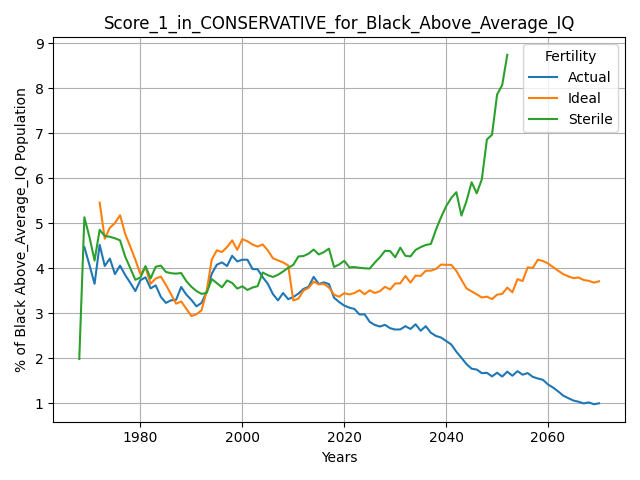 Score_1_in_CONSERVATIVE_for_Black_Above_Average_IQ
% of Black Above_Average_IQ Population
9
8
7
6
5
4
3
2
1
Fertility
Actual
Ideal
Sterile
1980 2000 2020 2040 2060
Years